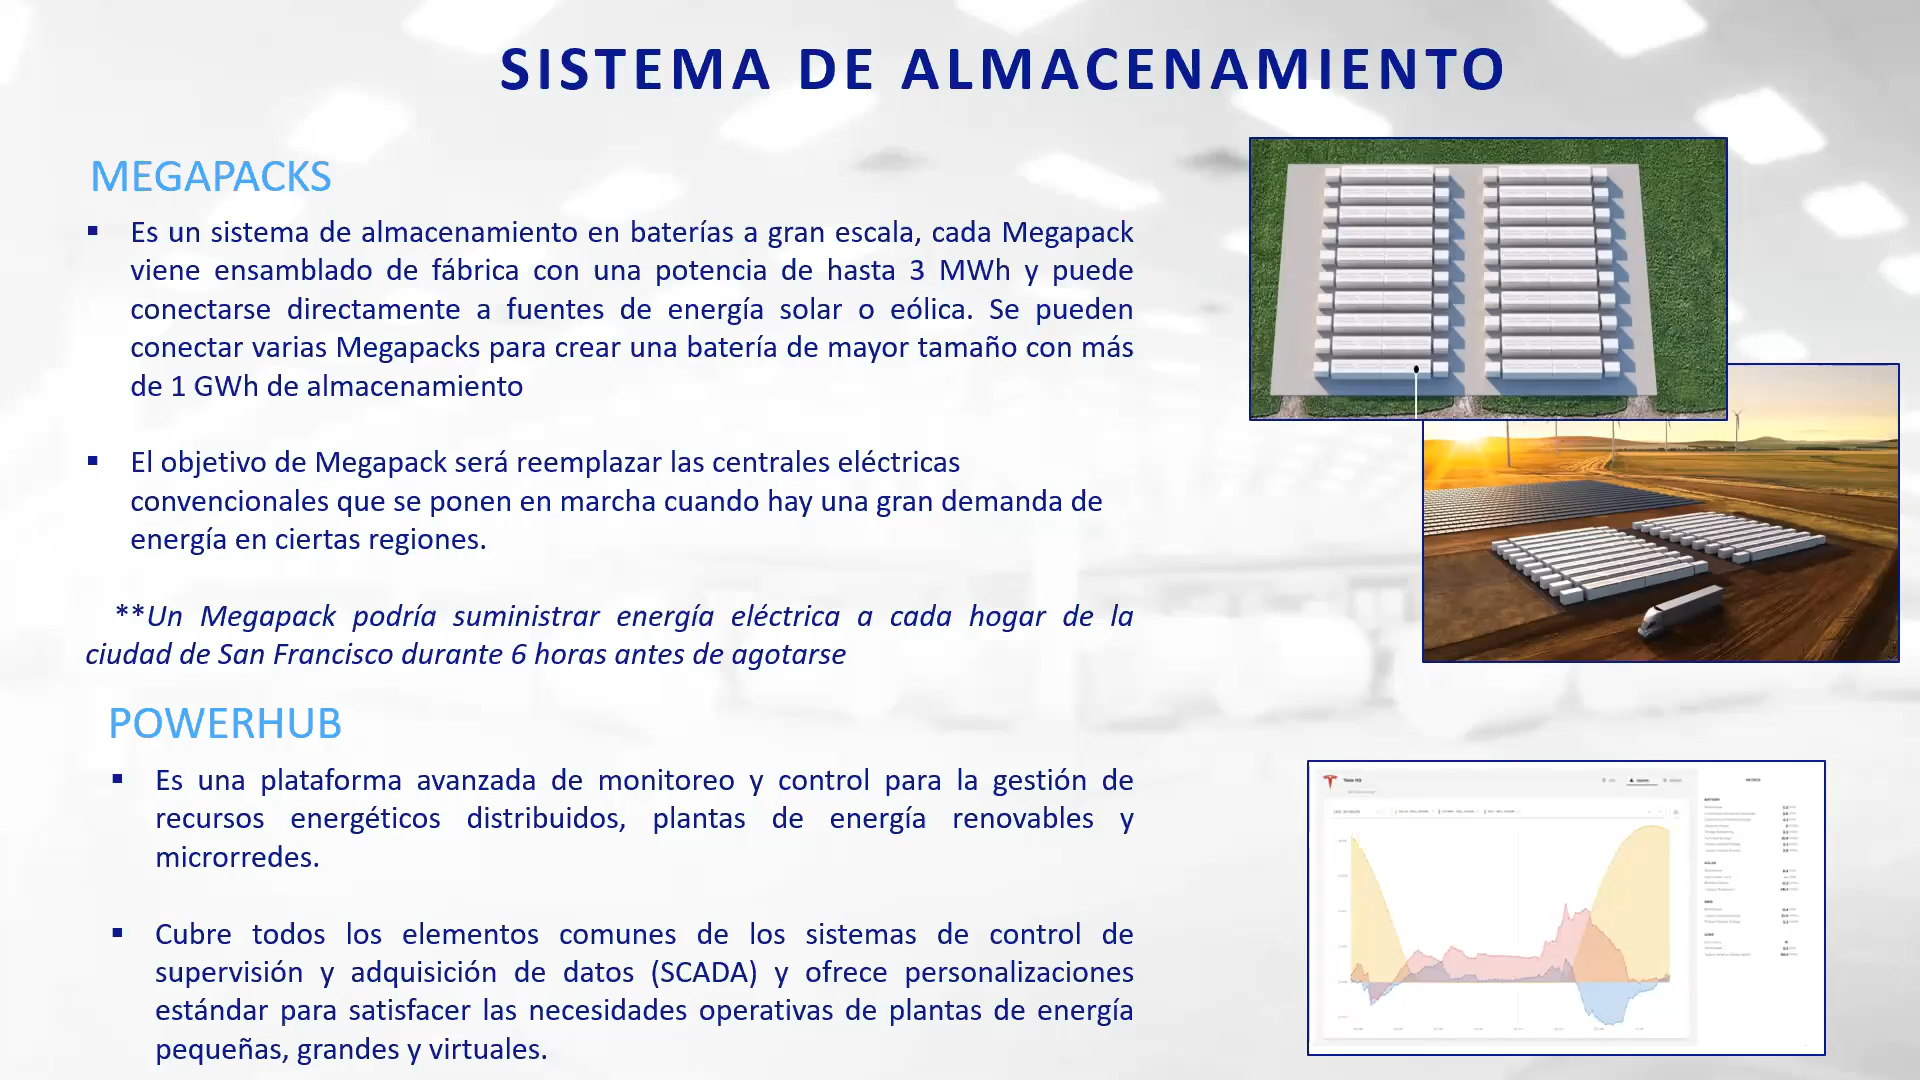 SISTEMA DE ALMACENAMIENTO
MEGAPACKS
▪ Es un sistema de almacenamiento en baterías a gran escala, cada Megapack
viene ensamblado de fábrica con una potencia de hasta 3 MWh y puede
conectarse directamente a fuentes de energía solar o eólica. Se pueden
conectar varias Megapacks para crear una batería de mayor tamaño con más
de 1 GWh de almacenamiento
▪ El objetivo de Megapack será reemplazar las centrales eléctricas
convencionales que se ponen en marcha cuando hay una gran demanda de
energía en ciertas regiones.
**Un Megapack podría suministrar energía eléctrica a cada hogar de la
ciudad de San Francisco durante 6 horas antes de agotarse
POWERHUB
▪ Es una plataforma avanzada de monitoreo y control para la gestión de
recursos energéticos distribuidos, plantas de energía renovables y
microrredes.
▪ Cubre todos los elementos comunes de los sistemas de control de
supervisión y adquisición de datos (SCADA) y ofrece personalizaciones
estándar para satisfacer las necesidades operativas de plantas de energía
pequeñas, grandes y virtuales.